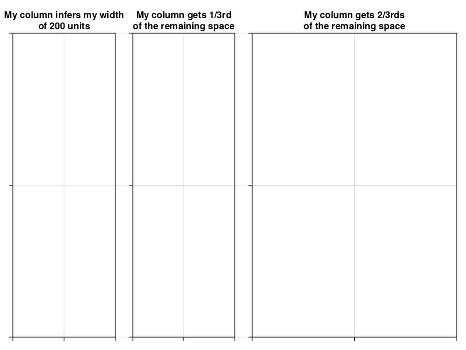 My column infers my width
of 200 units
My column gets 1/3rd
of the remaining space
My column gets 2/3rds
of the remaining space